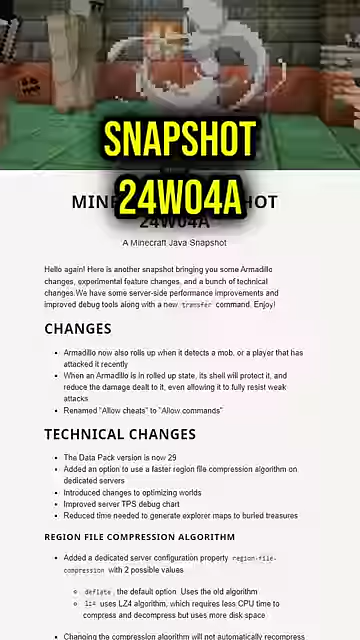 SNAPSHOT
24W04A
24W04A
A Minecraft Java Snapshot
Hello again! Here is another snapshot bringing you some Armadillo
changes, experimental feature changes, and a bunch of technical
changes.We have some server-side performance improvements and
improved debug tools along with a new transfer command. Enjoy!
CHANGES
• Armadillo now also rolls up when it detects a mob, or a player that has
attacked it recently
• When an Armadillo is in rolled up state, its shell will protect it, and
reduce the damage dealt to it, even allowing it to fully resist weak
attacks
• Renamed "Allow cheats" to "Allow commands"
TECHNICAL CHANGES
• The Data Pack version is now 29
• Added an option to use a faster region file compression algorithm on
dedicated servers
• Introduced changes to optimizing worlds
• Improved server TPS debug chart
• Reduced time needed to generate explorer maps to buried treasures
REGION FILE COMPRESSION ALGORITHM
• Added a dedicated server configuration property region-file-
compression with 2 possible values
◦ deflate, the default option. Uses the old algorithm
◦ lz4 uses LZ4 algorithm, which requires less CPU time to
compress and decompress but uses more disk space
• Changing the compression algorithm will not automatically recompress